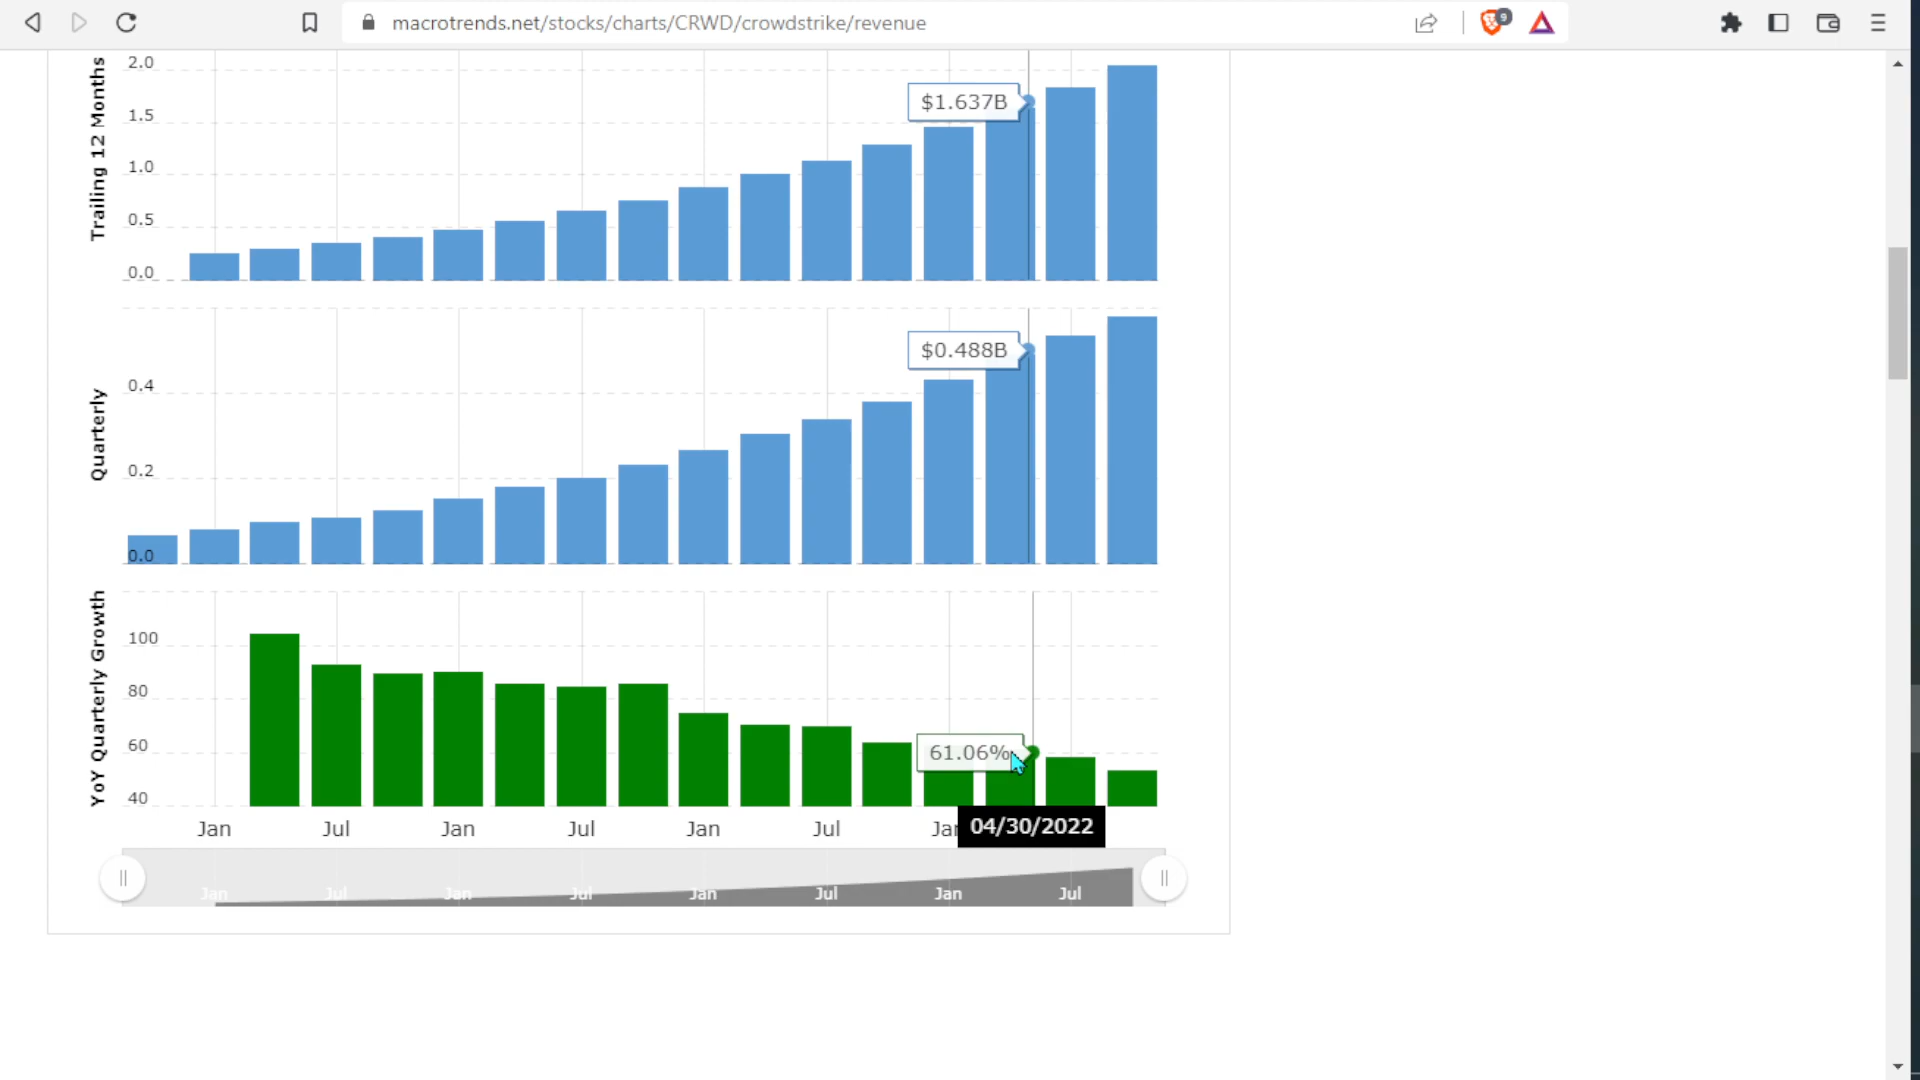 macrotrends.net/stocks/charts/CRWD/crowdstrike/revenue
9
Trailing 12 Months
2.0
1.5
1.0
0.5
0.0
$1.637B
Quarterly
0.4
0.2
0.0
$0.488B
YoY Quarterly Growth
100
80
60
40
61.06%
Jan Jul Jan Jul Jan Jul Jan 04/30/2022
Jan Jul Jan Jul Jan Jul Jan Jul